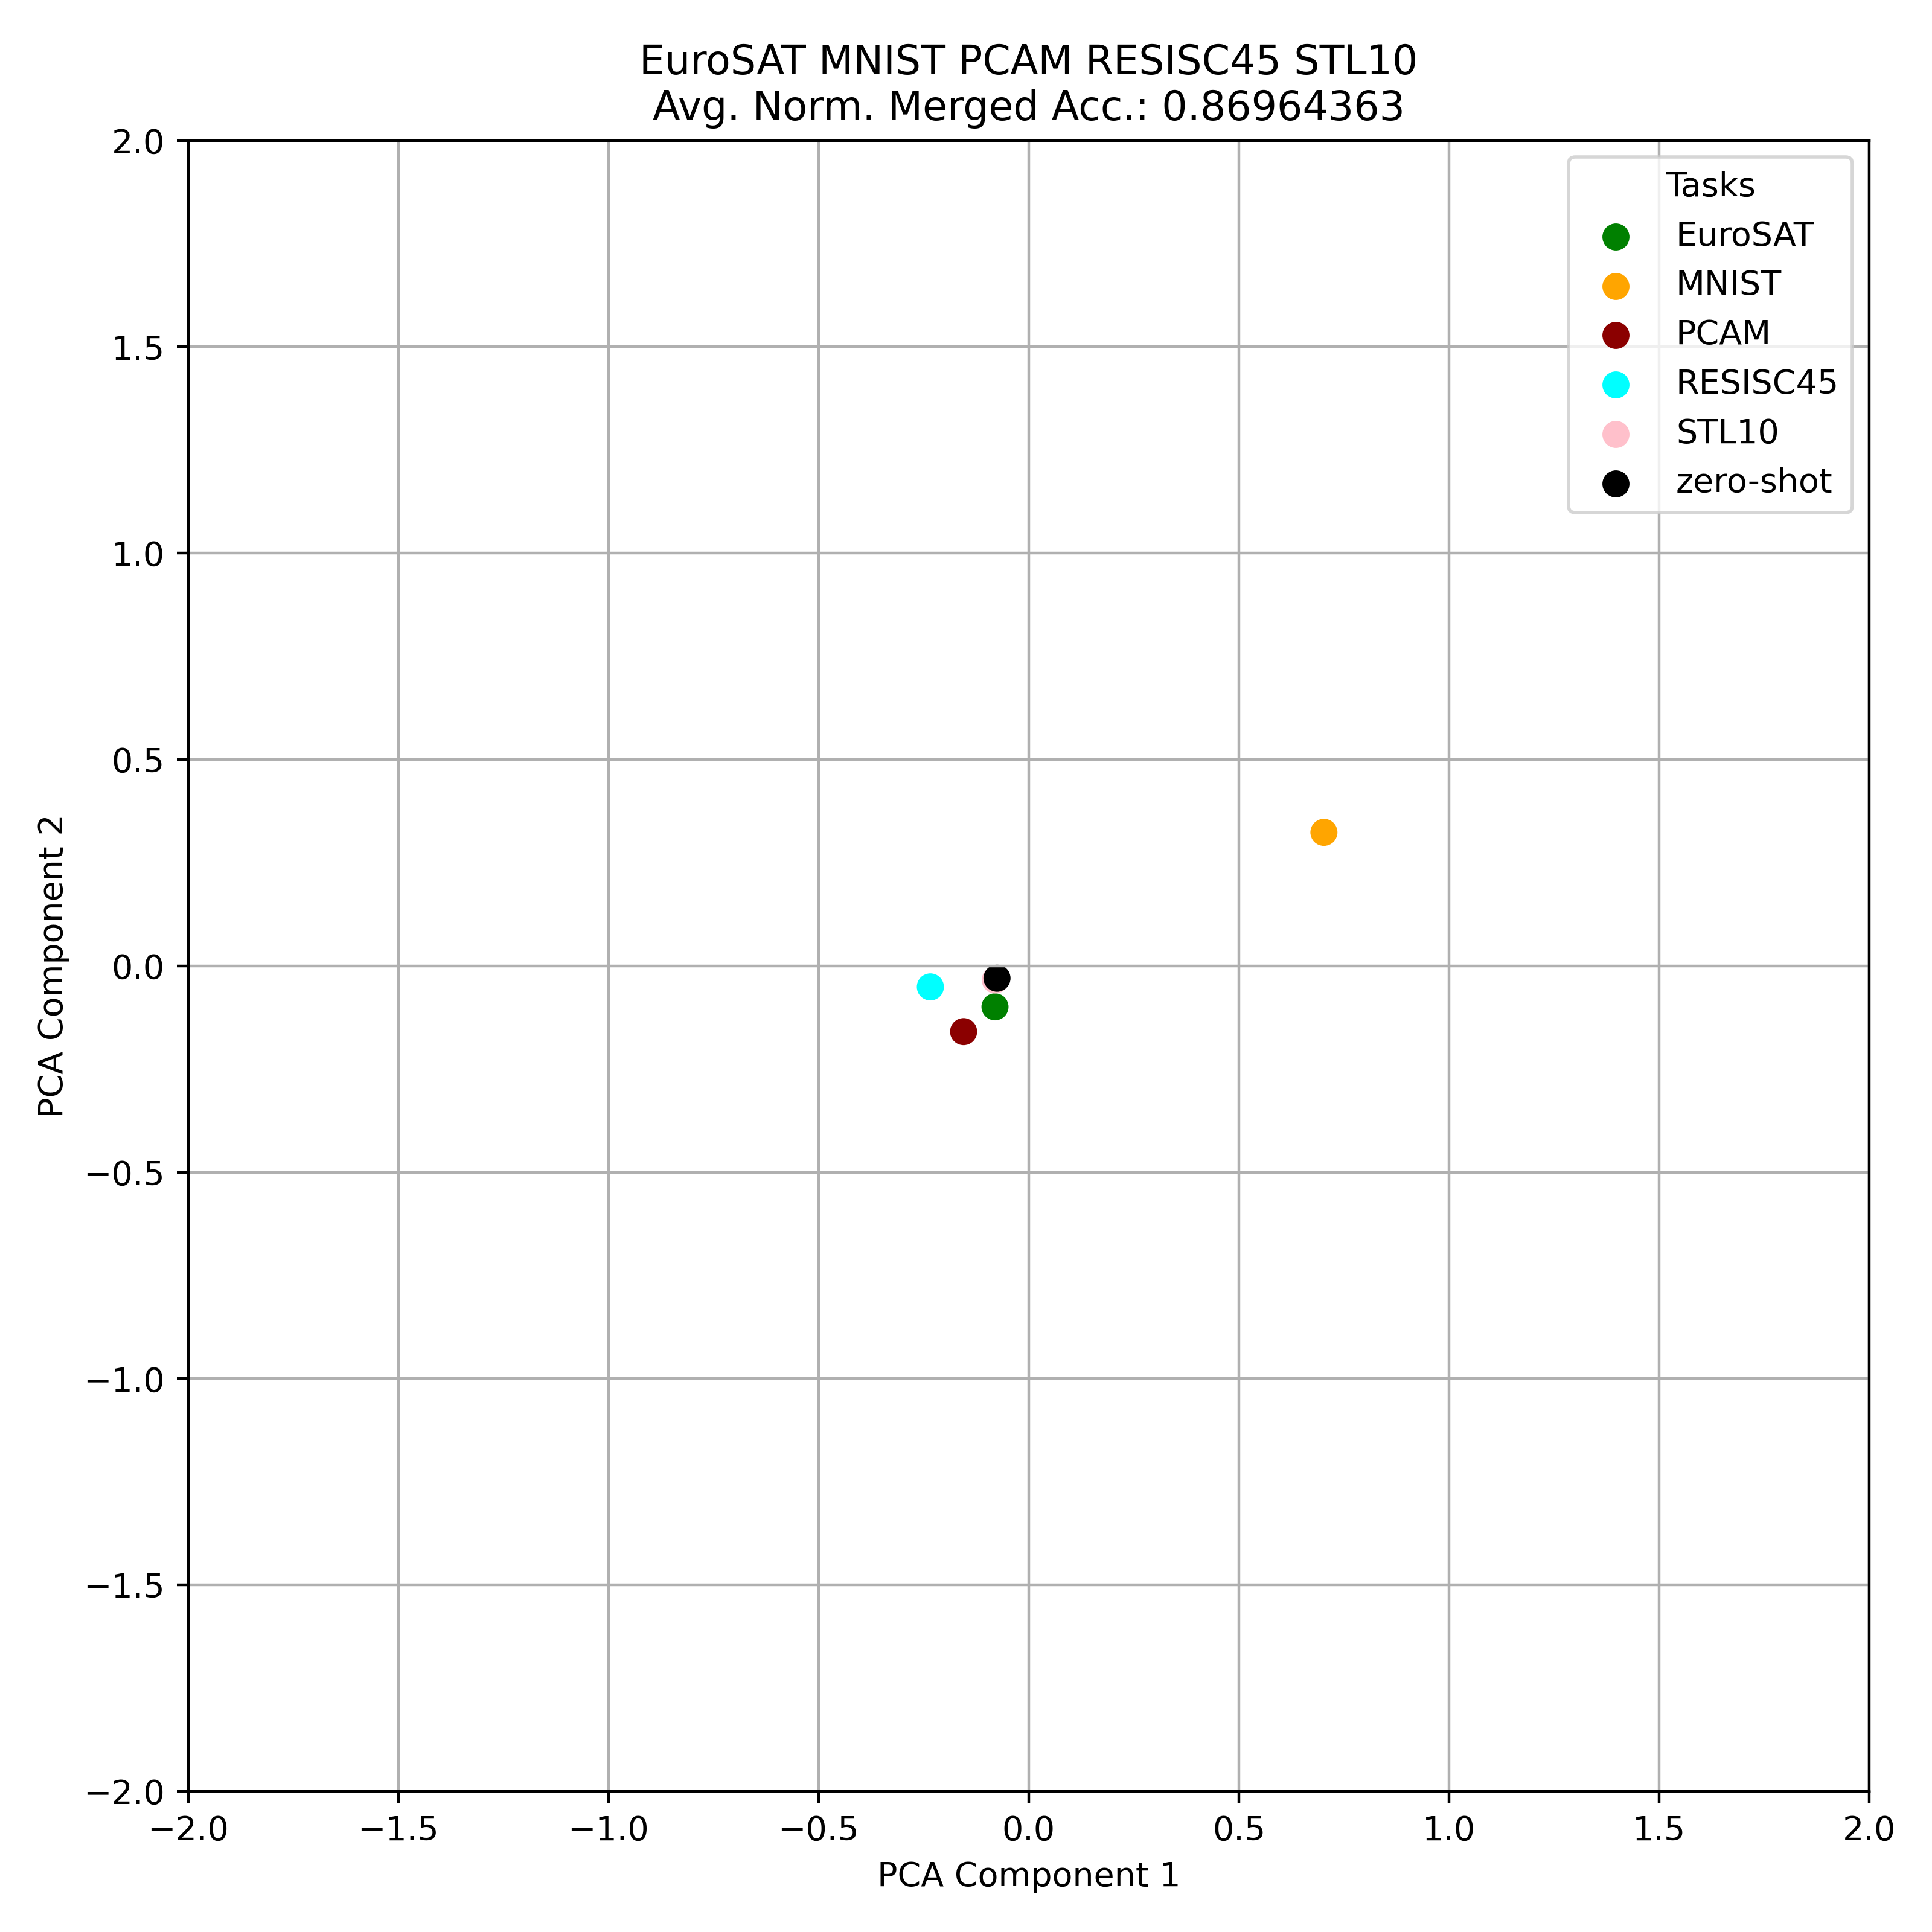 EuroSAT MNIST PCAM RESISC45 STL10
Avg. Norm. Merged Acc.: 0.86964363
Tasks
EuroSAT
MNIST
PCAM
RESISC45
STL10
zero-shot
2.0
1.5
1.0
0.5
0.0
−0.5
−1.0
−1.5
−2.0
PCA Component 2
−2.0 −1.5 −1.0 −0.5 0.0 0.5 1.0 1.5 2.0
PCA Component 1